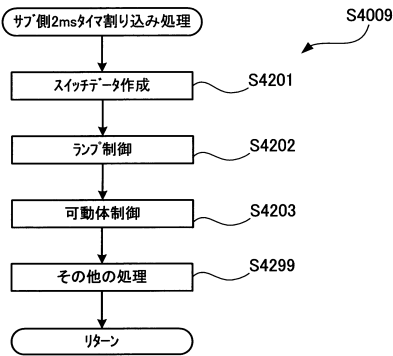 サブ側2msタイマ割り込み処理
S4009
スイッチデータ作成
S4201
ランプ制御
S4202
可動体制御
S4203
その他の処理
S4299
リターン